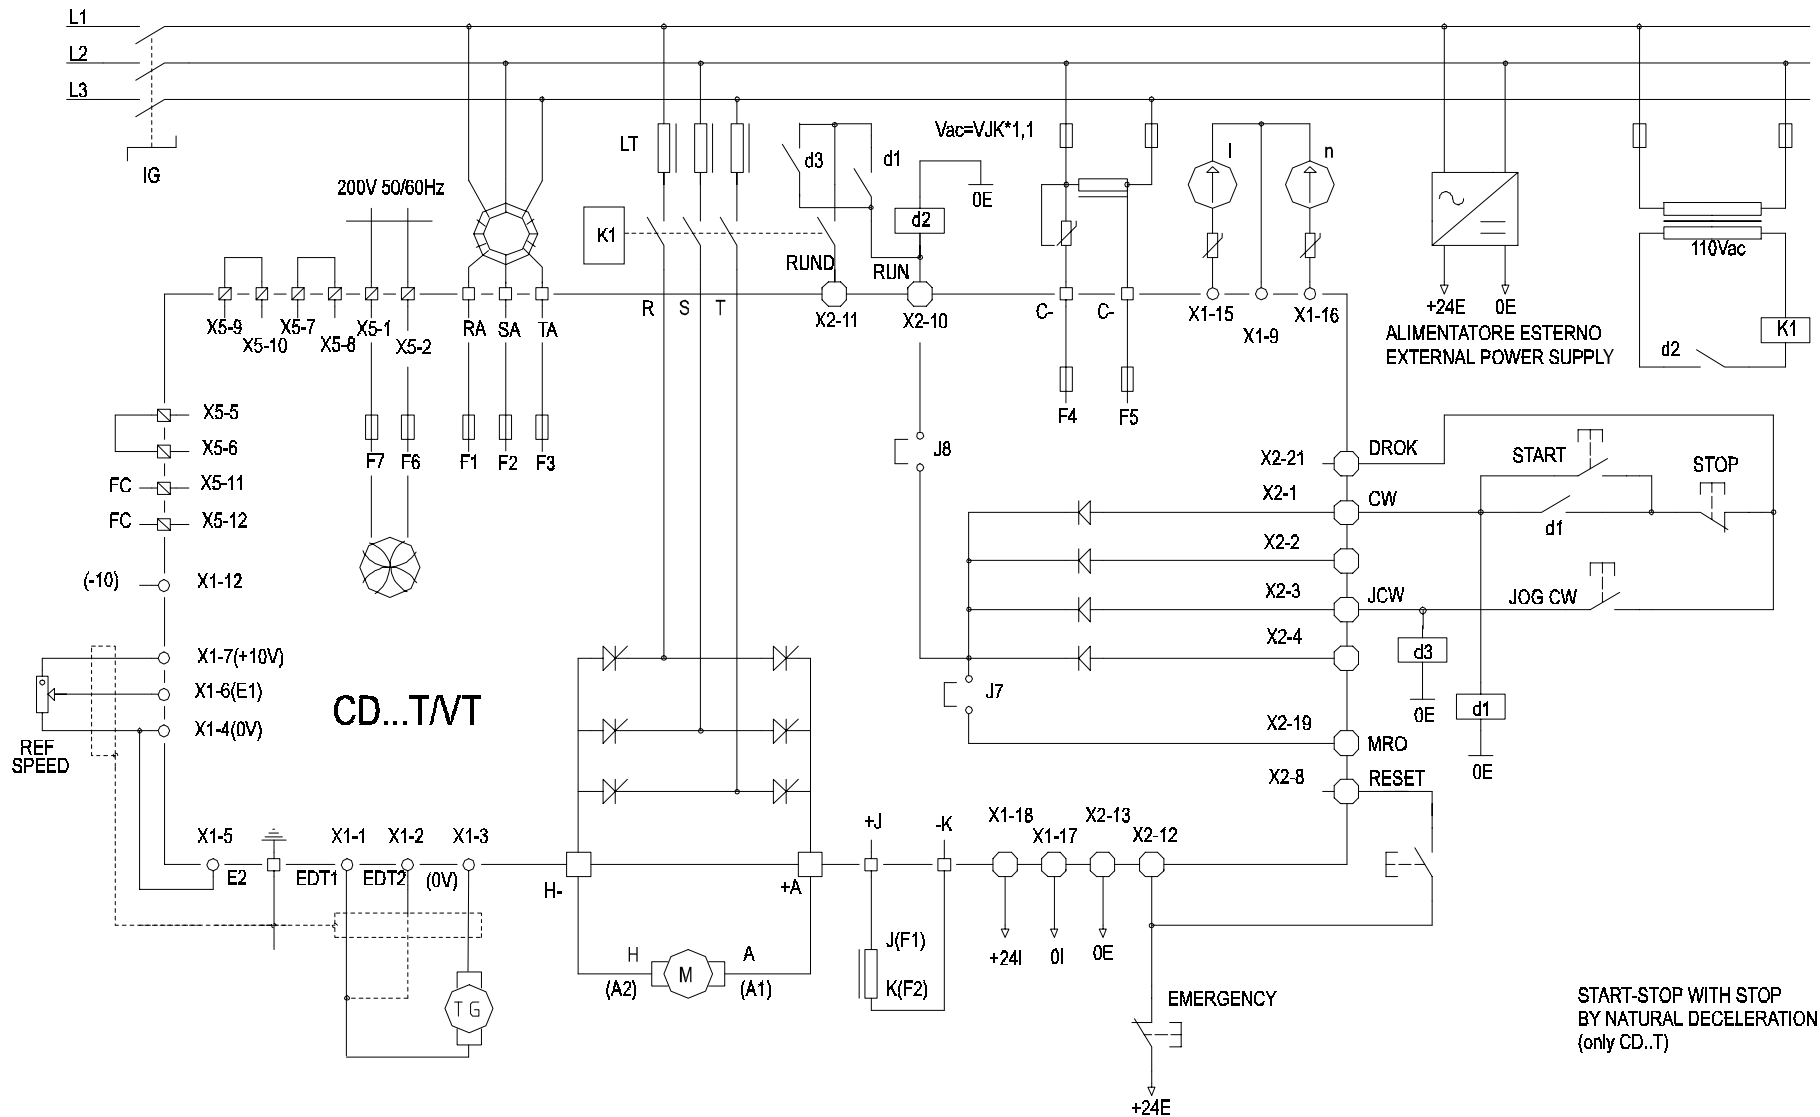 L1
L2
L3
IG
200V 50/60Hz
LT
K1
d3
d1
d2
0E
RUND
RUN
Vac=VJK*1,1
I
n
+24E
0E
ALIMENTATORE ESTERNO
EXTERNAL POWER SUPPLY
110Vac
K1
d2
X5-9
X5-10
X5-7
X5-8
X5-1
X5-2
RA
SA
TA
R
S
T
X2-11
X2-10
C-
C-
X1-15
X1-9
X1-16
F7
F6
F1
F2
F3
F4
F5
X5-5
X5-6
FC
X5-11
FC
X5-12
(-10)
X1-12
X1-7(+10V)
X1-6(E1)
X1-4(0V)
REF
SPEED
CD...T/VT
J8
J7
X2-21
DROK
X2-1
CW
X2-2
X2-3
JCW
X2-4
X2-19
MRO
X2-8
RESET
START
STOP
df
JOG CW
d3
0E
d1
0E
X1-5
E2
X1-1
X1-2
X1-3
EDT1
EDT2
(0V)
H-
+A
+J
-K
X1-18
X1-17
X2-13
X2-12
+24I
0I
0E
H
(A2)
M
A
(A1)
J(F1)
K(F2)
TG
EMERGENCY
+24E
START-STOP WITH STOP
BY NATURAL DECELERATION
(only CD..T)